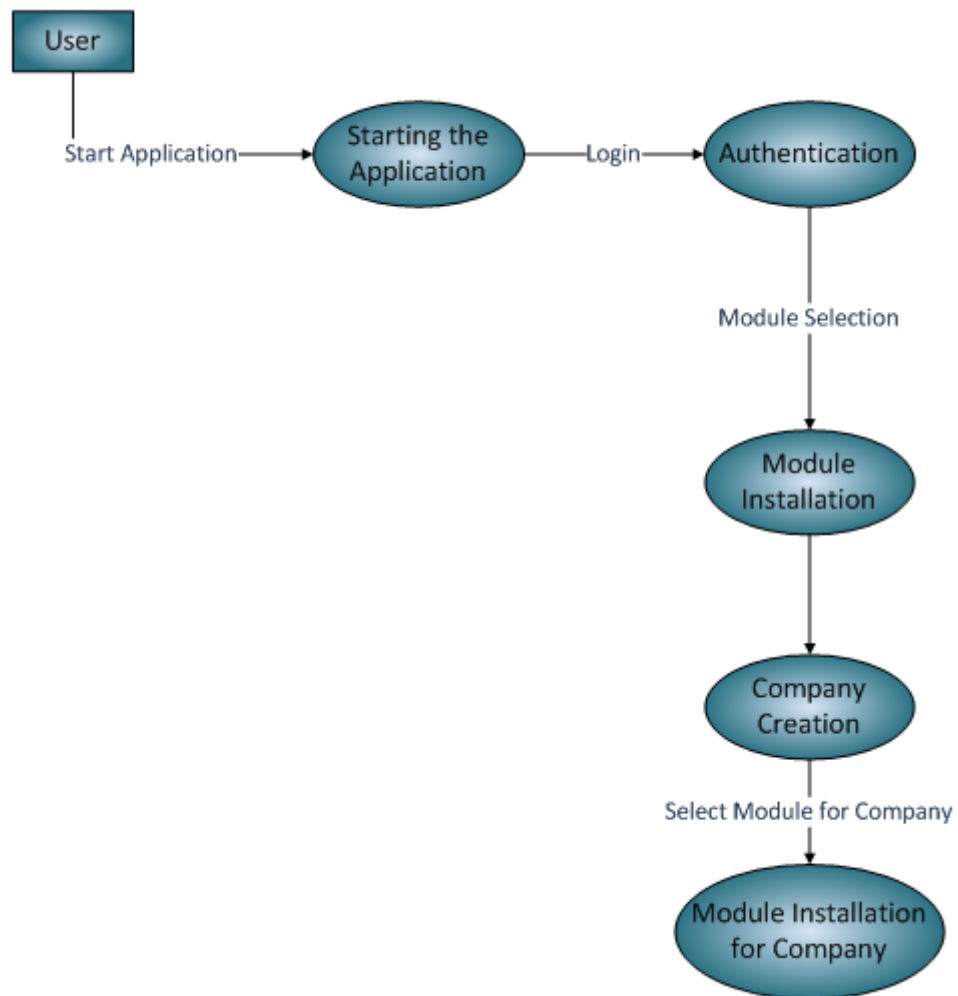 User
Start Application
Starting the
Application
Login
Authentication
Module Selection
Module
Installation
Company
Creation
Select Module for Company
Module Installation
for Company